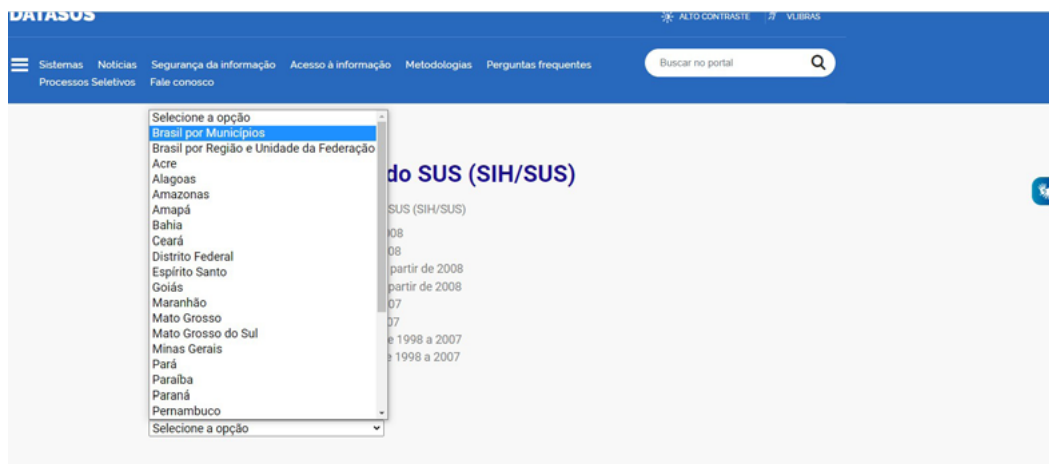 DATASUS
ALTO CONTRASTE VLIBRAS
Sistemas Notícias Segurança da informação Acesso à informação Metodologias Perguntas frequentes
Processos Seletivos Fale conosco
Buscar no portal
Selecione a opção
Brasil por Municípios
Brasil por Região e Unidade da Federação
Acre
Alagoas
Amazonas
Amapá
Bahia
Ceará
Distrito Federal
Espírito Santo
Goiás
Maranhão
Mato Grosso
Mato Grosso do Sul
Minas Gerais
Pará
Paraíba
Paraná
Pernambuco
Selecione a opção
do SUS (SIH/SUS)
SUS (SIH/SUS)
partir de 2008
partir de 2008
1998 a 2007
1998 a 2007